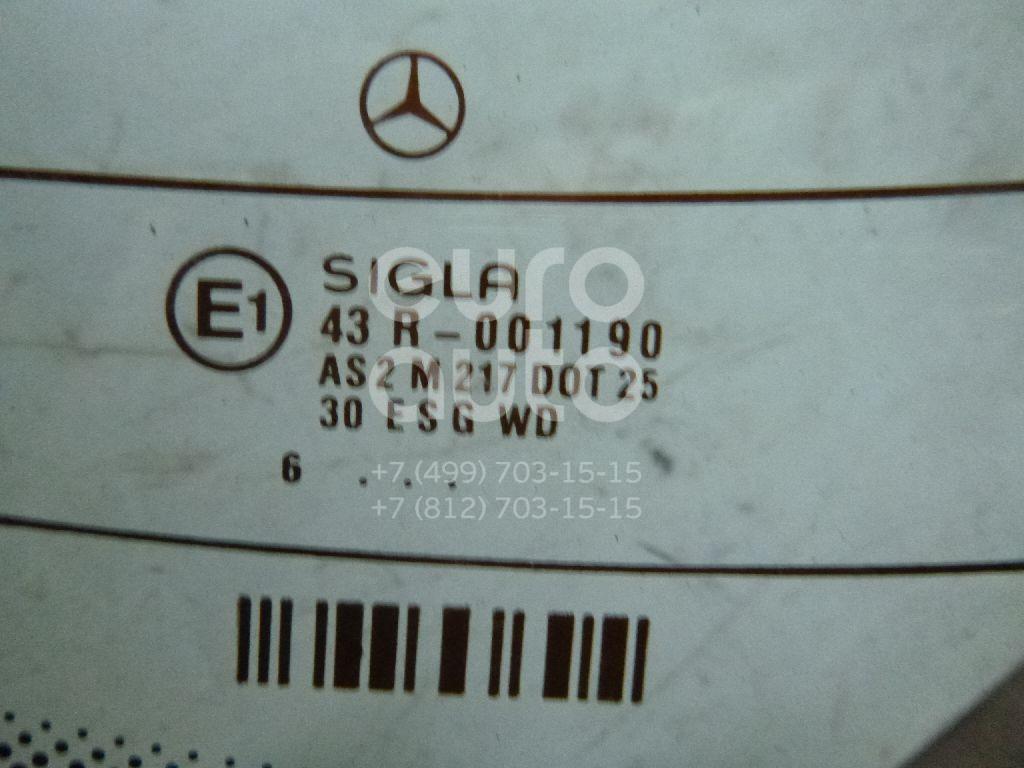 E1
SIGLA
43 R-001190
AS2 M 217 DOT 25
30 ESG WD
6 . . .
euro
auto
+7 (499) 703-15-15
+7 (812) 703-15-15